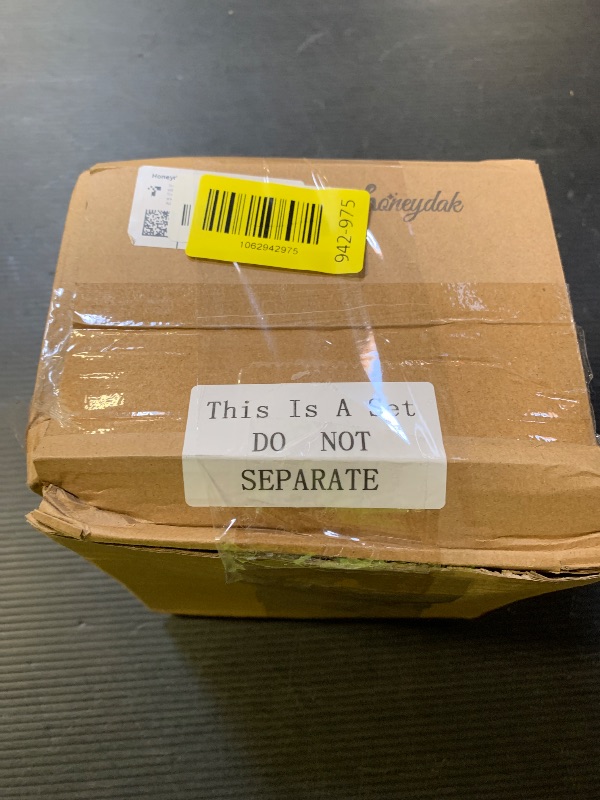 Honeydak
1062942975
942-975
This Is A Set
DO NOT
SEPARATE